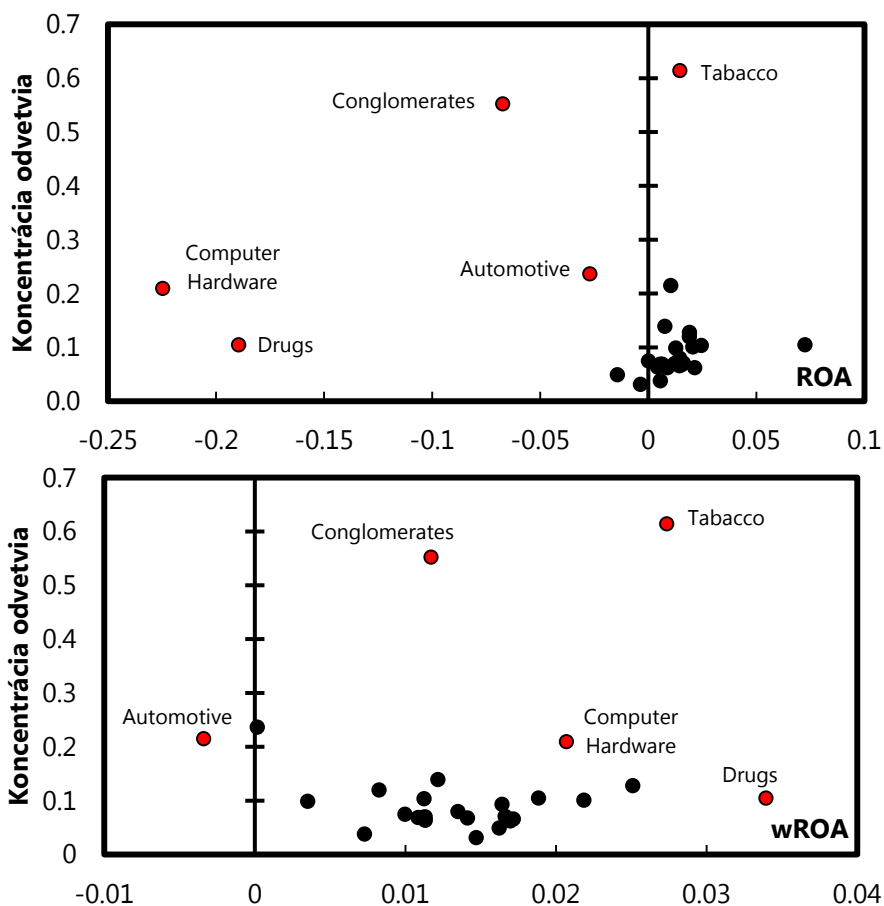 0.7
0.6
0.5
0.4
0.3
0.2
0.1
0.0
Koncentrácia odvetvia
Tabacco
Conglomerates
Computer
Hardware
Automotive
Drugs
ROA
-0.25
-0.2
-0.15
-0.1
-0.05
0
0.05
0.1
0.7
0.6
0.5
0.4
0.3
0.2
0.1
0
Koncentrácia odvetvia
Conglomerates
Tabacco
Automotive
Computer
Hardware
Drugs
wROA
-0.01
0
0.01
0.02
0.03
0.04